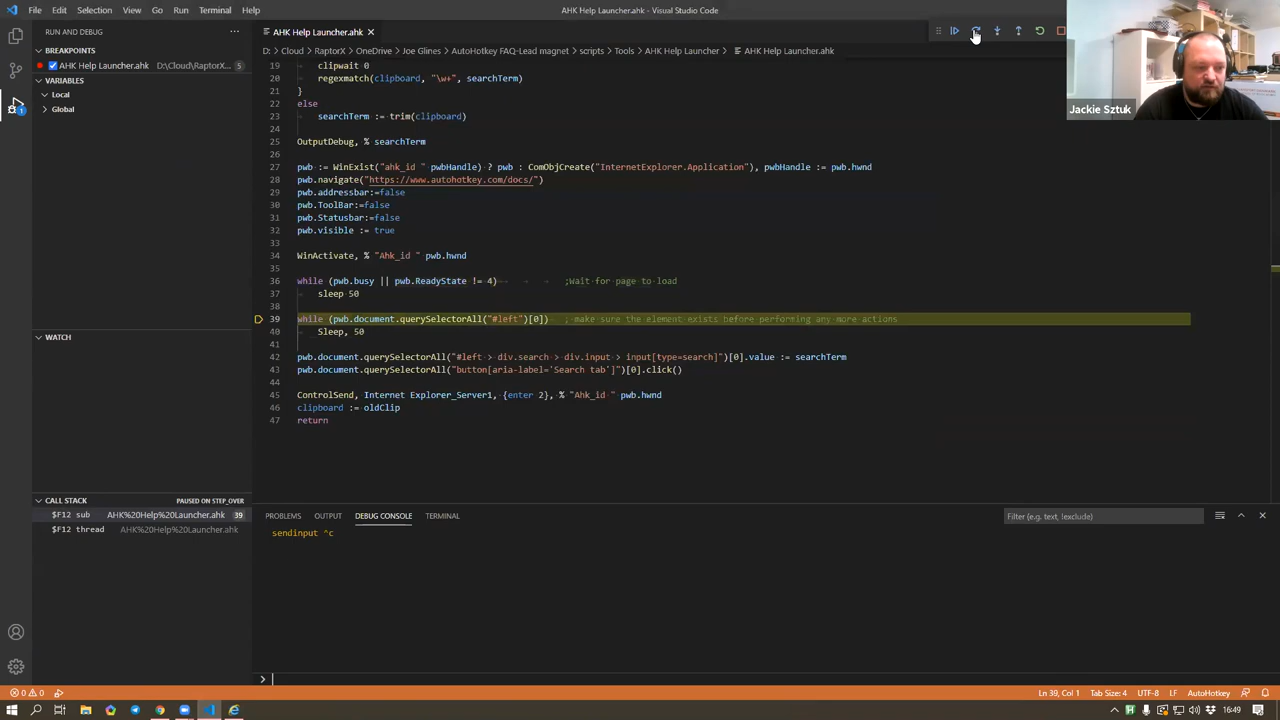 File Edit Selection View Go Run Terminal Help
AHK Help Launcher.ahk - Visual Studio Code
RUN AND DEBUG
AHK Help Launcher.ahk
BREAKPOINTS
AHK Help Launcher.ahk D:\Cloud\RaptorX... 5
VARIABLES
Local
Global
WATCH
CALL STACK
PAUSED ON STEP_OVER
$F12 sub AHK%20Help%20Launcher.ahk 39
$F12 thread AHK%20Help%20Launcher.ahk
D: > Cloud > RaptorX > OneDrive > Joe Glines > AutoHotkey FAQ-Lead magnet > scripts > Tools > AHK Help Launcher > AHK Help Launcher.ahk
19 clipwait 0
20 regexmatch(clipboard, "\w+", searchTerm)
21 }
22 else
23 searchTerm := trim(clipboard)
24
25 OutputDebug, % searchTerm
26
27 pwb := WinExist("ahk_id " pwbHandle) ? pwb : ComObjCreate("InternetExplorer.Application"), pwbHandle := pwb.hwnd
28 pwb.navigate("https://www.autohotkey.com/docs/")
29 pwb.addressbar:=false
30 pwb.ToolBar:=false
31 pwb.Statusbar:=false
32 pwb.visible := true
33
34 WinActivate, % "Ahk_id " pwb.hwnd
35
36 while (pwb.busy || pwb.ReadyState != 4) ;Wait for page to load
37 sleep 50
38
39 while (pwb.document.querySelectorAll("#left")[0]) ; make sure the element exists before performing any more actions
40 Sleep, 50
41
42 pwb.document.querySelectorAll("#left > div.search > div.input > input[type=search]")[0].value := searchTerm
43 pwb.document.querySelectorAll("button[aria-label='Search tab']")[0].click()
44
45 ControlSend, Internet Explorer_Server1, {enter 2}, % "Ahk_id " pwb.hwnd
46 clipboard := oldClip
47 return
PROBLEMS OUTPUT DEBUG CONSOLE TERMINAL
Filter (e.g. text, !exclude)
sendinput ^c
Jackie Sztuk
1
0 0
Ln 39, Col 1 Tab Size: 4 UTF-8 LF AutoHotkey
16:49